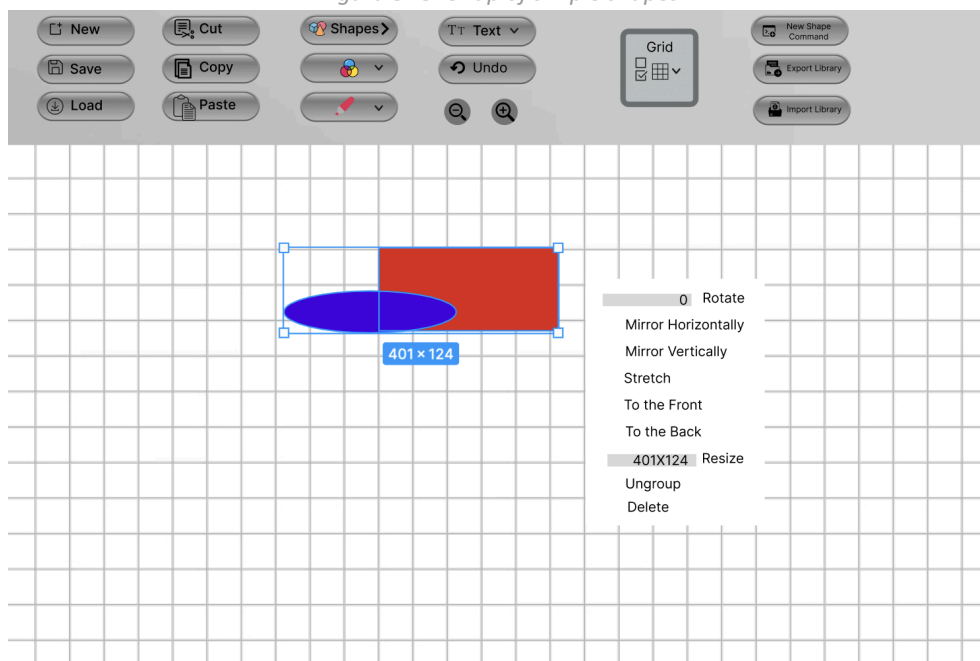 New
Cut
Shapes
Text
Grid
New Shape
Command
Save
Copy
Undo
Export Library
Load
Paste
Import Library
0 Rotate
Mirror Horizontally
Mirror Vertically
401 × 124
Stretch
To the Front
To the Back
401X124 Resize
Ungroup
Delete